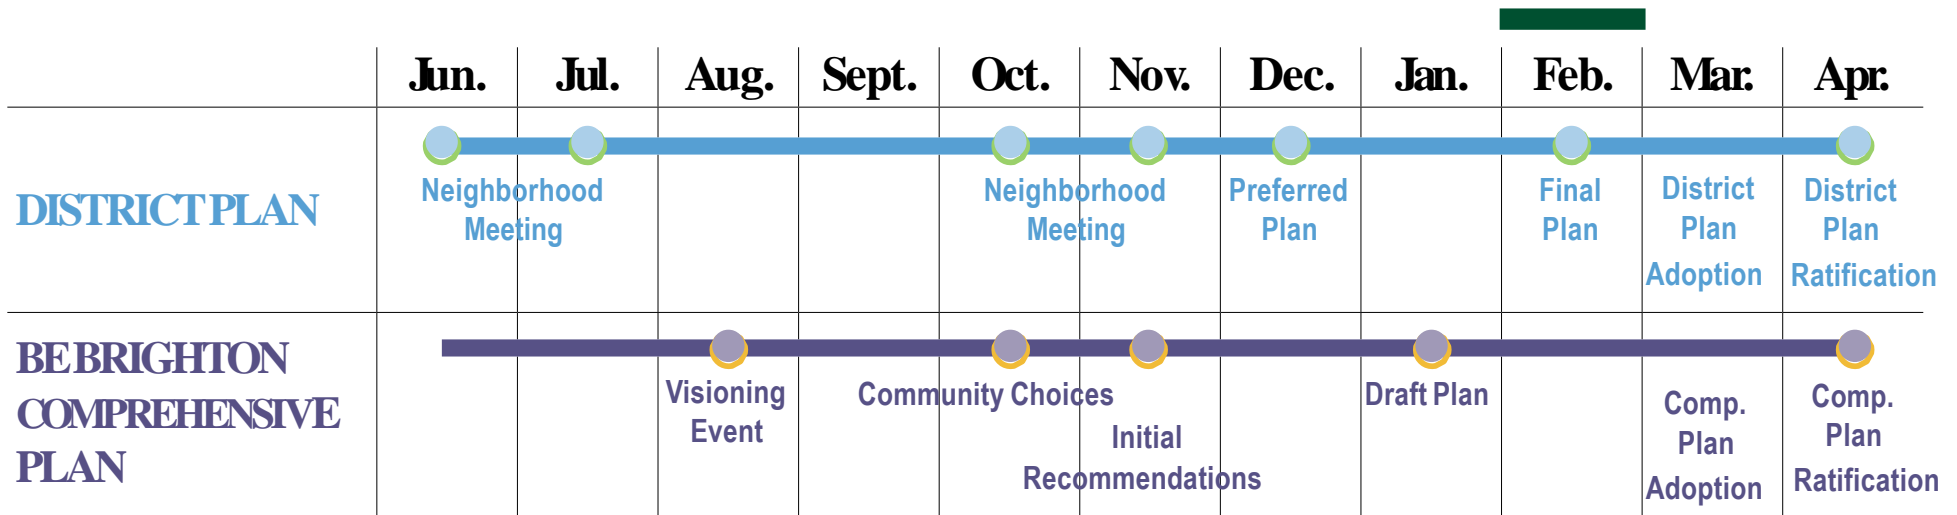 Jun. Jul. Aug. Sept. Oct. Nov. Dec. Jan. Feb. Mar. Apr.
DISTRICT PLAN
Neighborhood
Meeting
Neighborhood
Meeting
Preferred
Plan
Final
Plan
District
Plan
Adoption
District
Plan
Ratification
BE BRIGHTON
COMPREHENSIVE
PLAN
Visioning
Event
Community Choices
Initial
Recommendations
Draft Plan
Comp.
Plan
Adoption
Comp.
Plan
Ratification